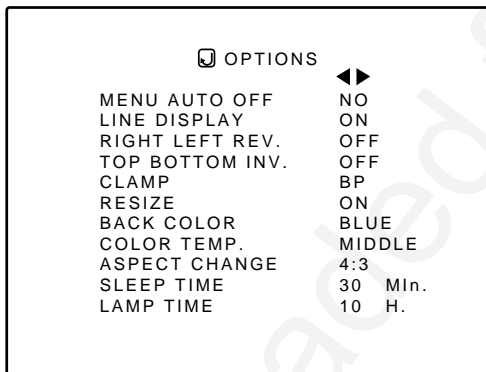 OPTIONS
◀▶
MENU AUTO OFF NO
LINE DISPLAY ON
RIGHT LEFT REV. OFF
TOP BOTTOM INV. OFF
CLAMP BP
RESIZE ON
BACK COLOR BLUE
COLOR TEMP. MIDDLE
ASPECT CHANGE 4:3
SLEEP TIME 30 MIn.
LAMP TIME 10 H.